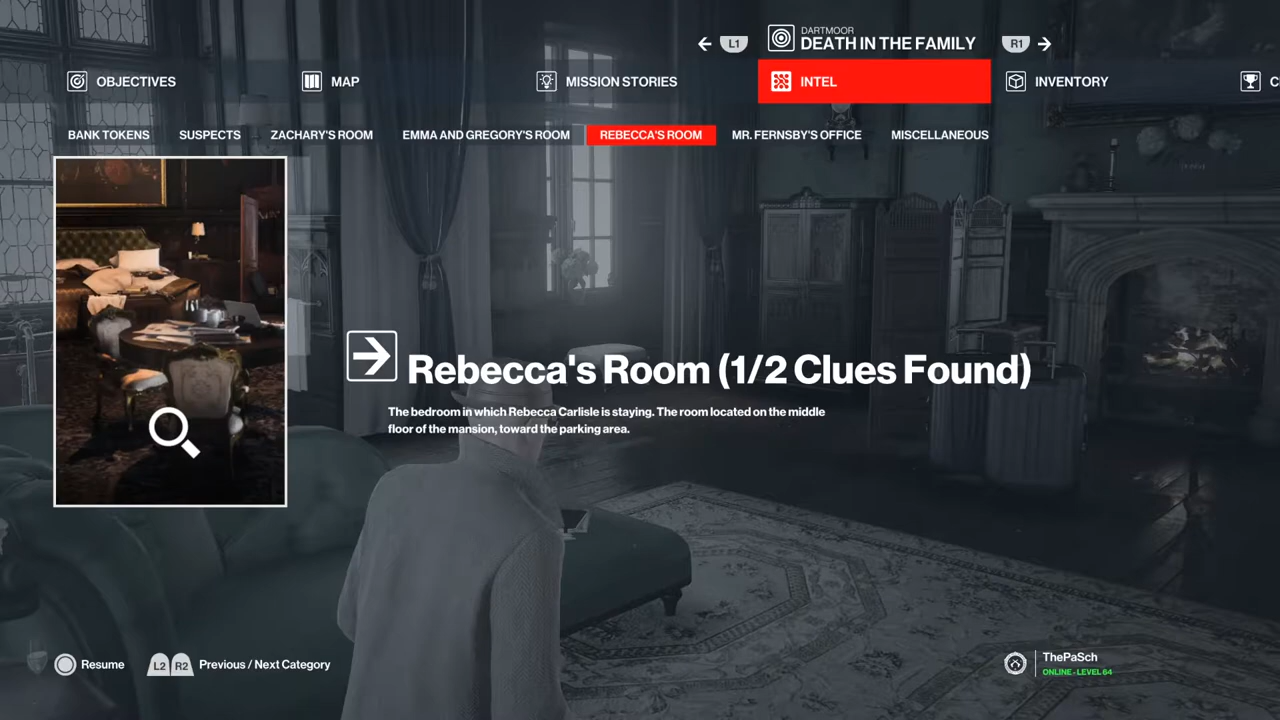 L1 DARTMOOR R1
DEATH IN THE FAMILY
OBJECTIVES MAP MISSION STORIES INTEL INVENTORY C
BANK TOKENS SUSPECTS ZACHARY'S ROOM EMMA AND GREGORY'S ROOM REBECCA'S ROOM MR. FERNSBY'S OFFICE MISCELLANEOUS
Rebecca's Room (1/2 Clues Found)
The bedroom in which Rebecca Carlisle is staying. The room located on the middle
floor of the mansion, toward the parking area.
Resume L2 R2 Previous / Next Category
ThePaSch
ONLINE - LEVEL 64